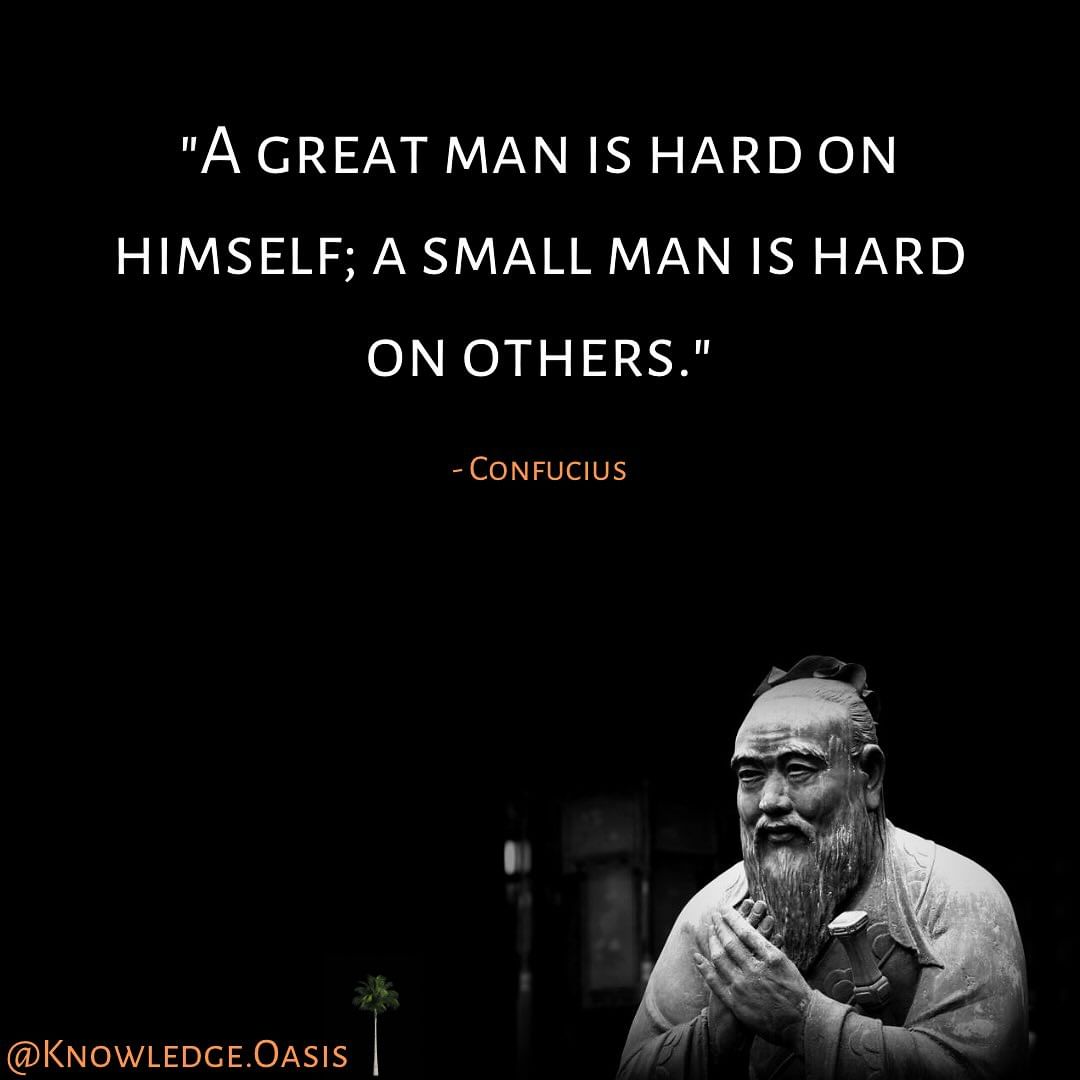 "A GREAT MAN IS HARD ON
HIMSELF; A SMALL MAN IS HARD
ON OTHERS."
- CONFUCIUS
@KNOWLEDGE.OASIS